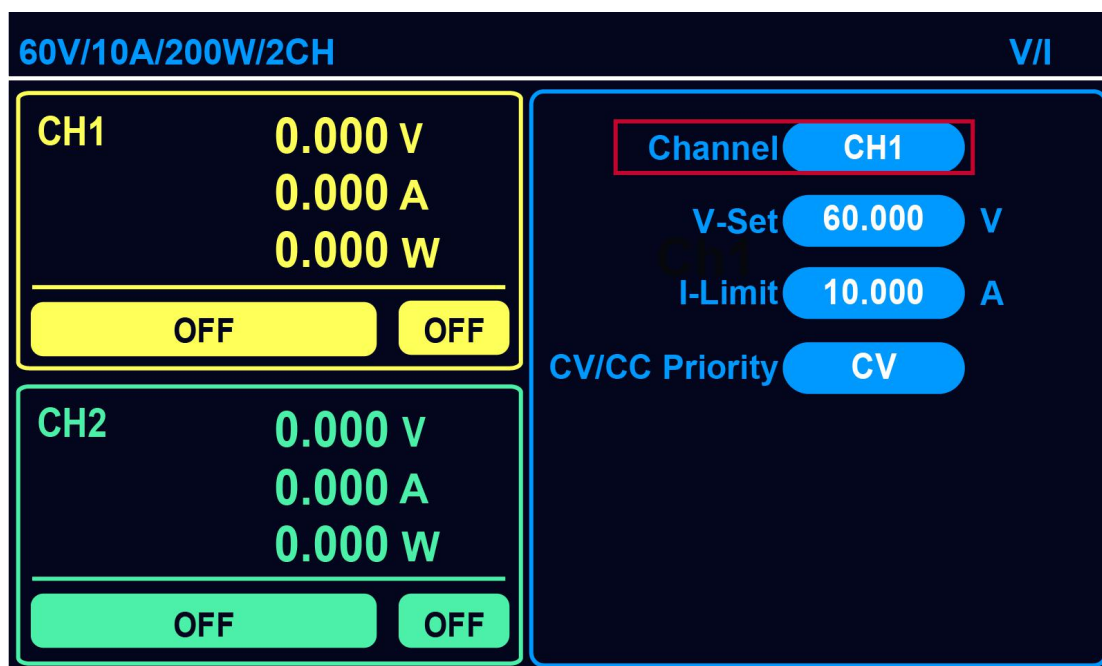 60V/10A/200W/2CH V/I
CH1 0.000 V
0.000 A
0.000 W
OFF OFF
CH2 0.000 V
0.000 A
0.000 W
OFF OFF
Channel CH1
V-Set 60.000 V
Ch1
I-Limit 10.000 A
CV/CC Priority CV